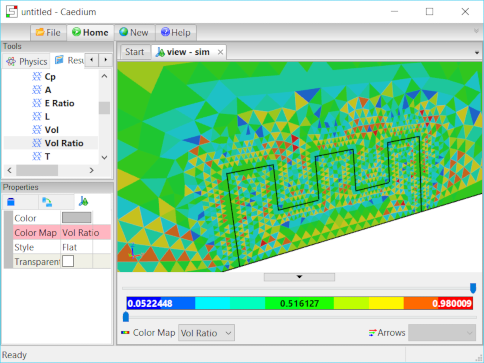 untitled - Caedium
File
Home
New
Help
Tools
Physics
Resu
Cp
A
E Ratio
L
Vol
Vol Ratio
T
Properties
Color
Color Map Vol Ratio
Style Flat
Transparent
Start
view - sim
0.0522448 0.516127 0.980009
Color Map Vol Ratio
Arrows
Ready